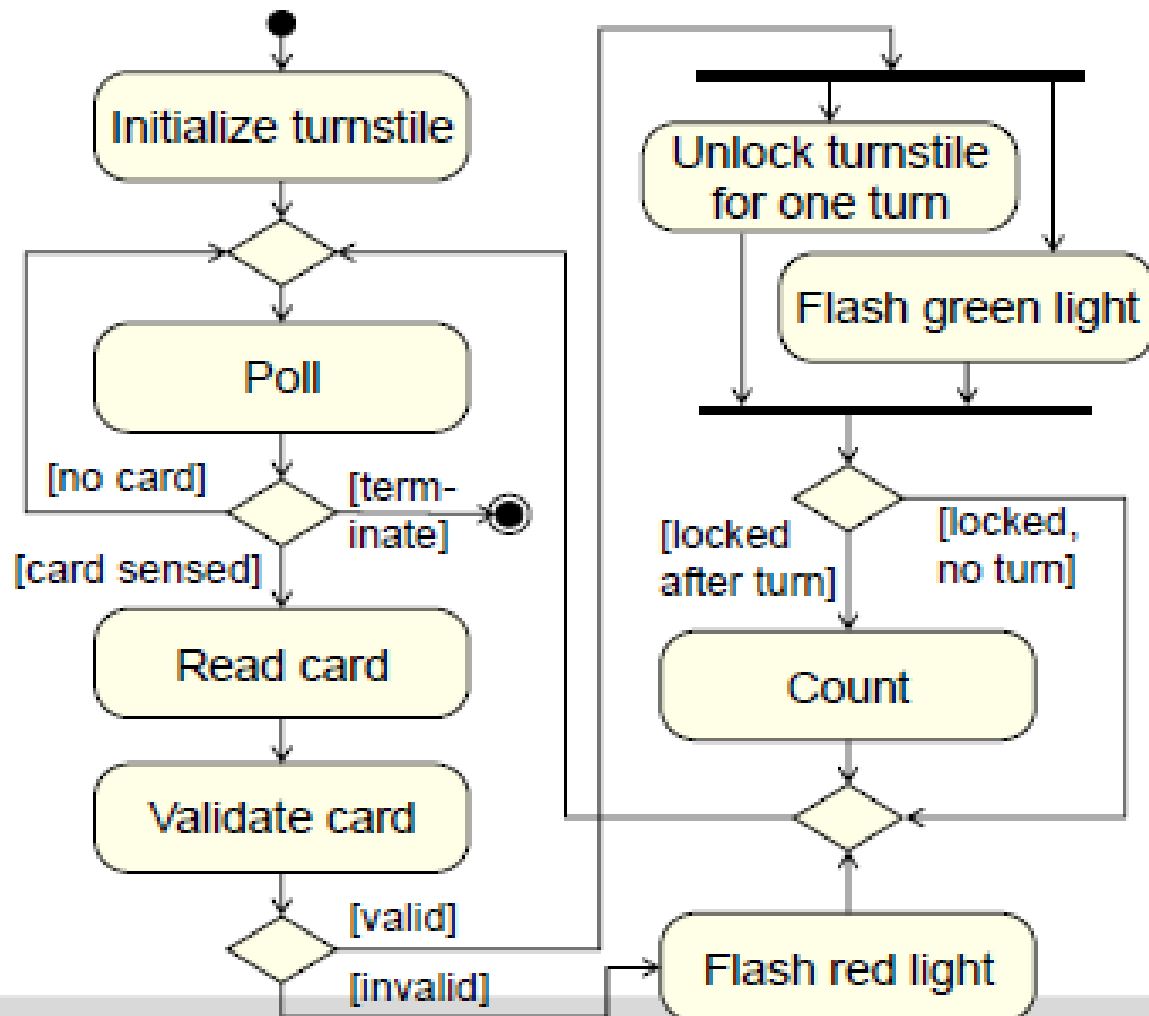 Initialize turnstile
Poll
[no card]
[term-
inate]
[card sensed]
Read card
Validate card
[valid]
[invalid]
Unlock turnstile
for one turn
Flash green light
[locked
after turn]
[locked,
no turn]
Count
Flash red light